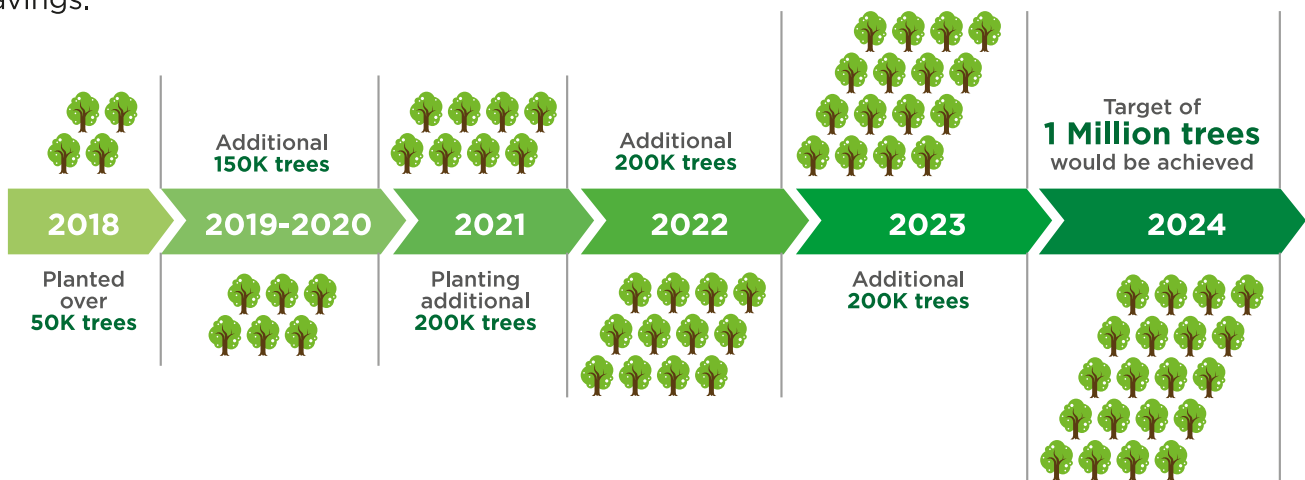 avings.
2018
Planted
over
50K trees
Additional
150K trees
2019-2020
2021
Planting
additional
200K trees
Additional
200K trees
2022
2023
Additional
200K trees
Target of
1 Million trees
would be achieved
2024